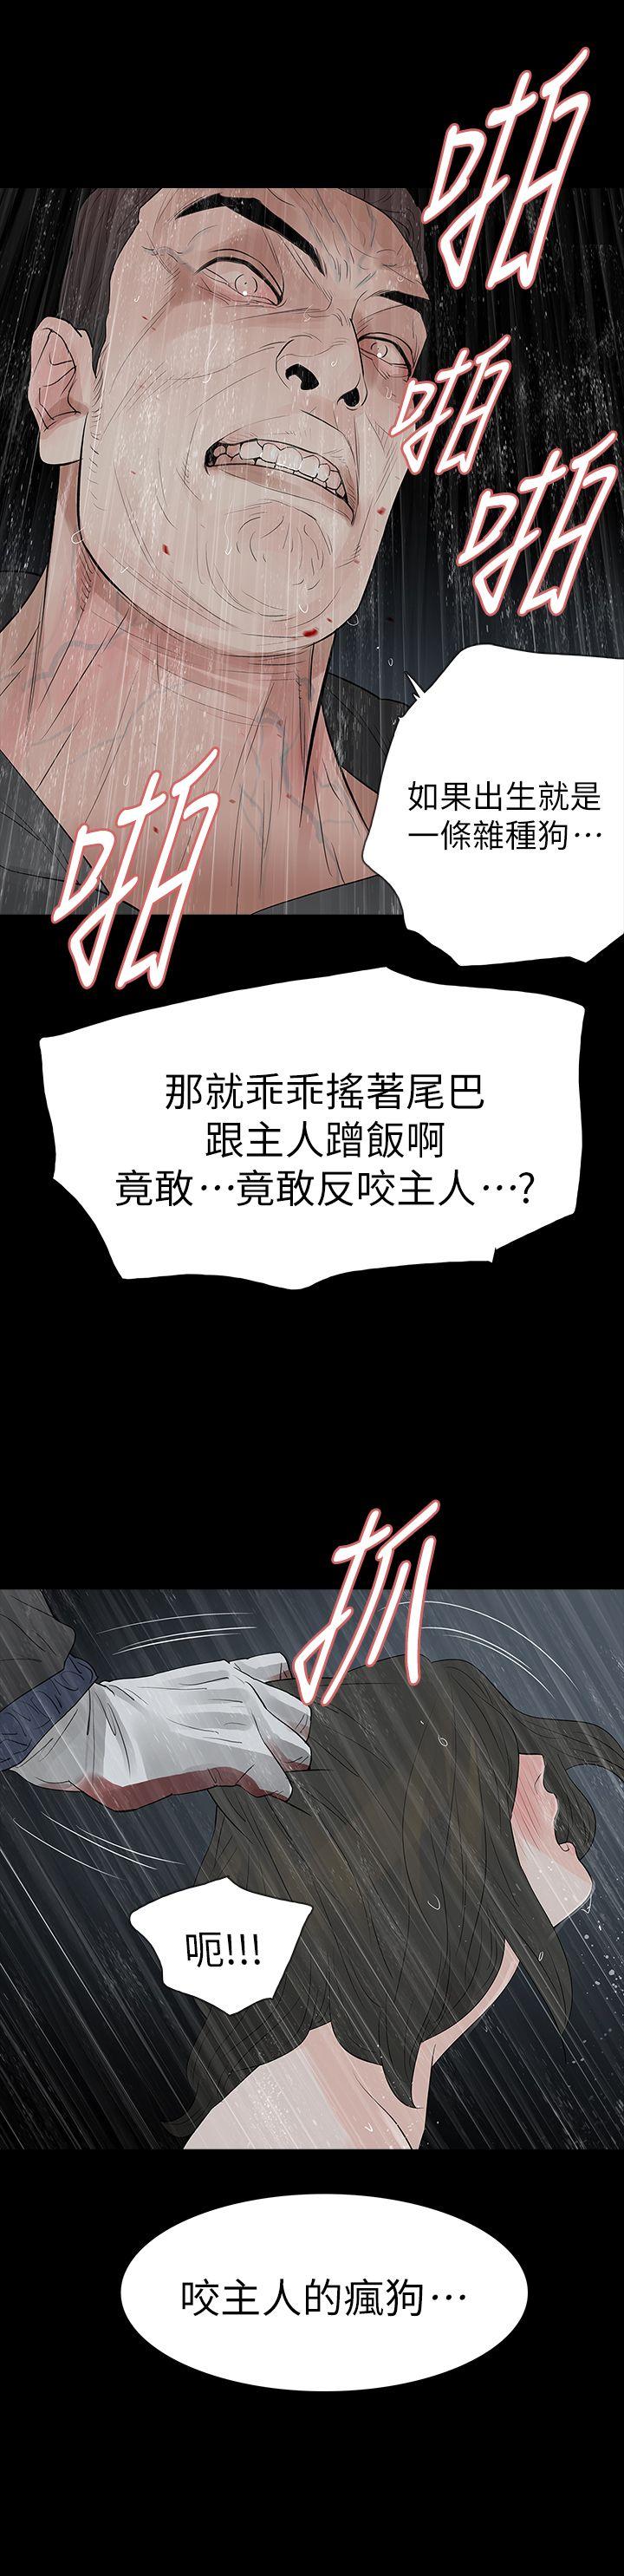 啪
啪
啪
如果出生就是
一條雜種狗…
啪
那就乖乖搖著尾巴
跟主人蹭飯啊
竟敢…竟敢反咬主人…?
抓
呃!!!
咬主人的瘋狗…